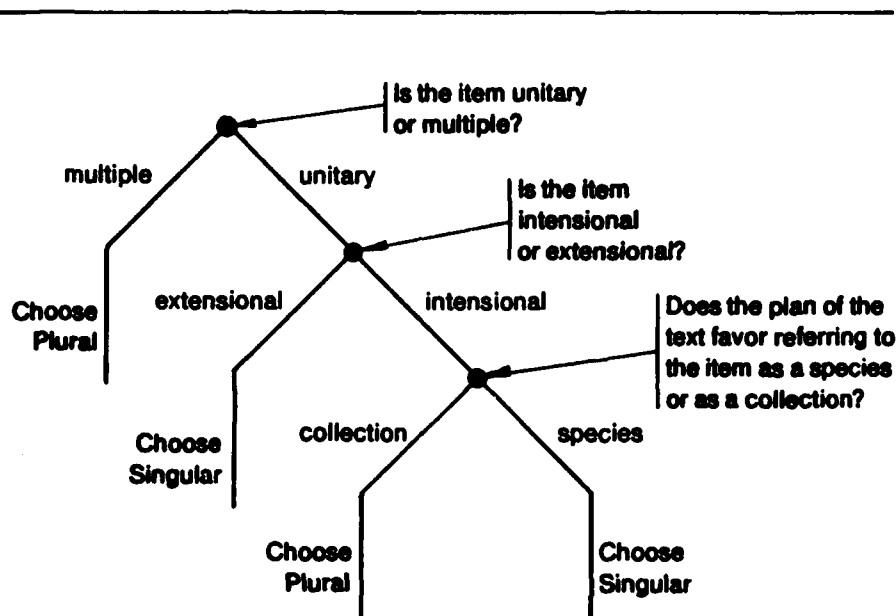 Is the item unitary
or multiple?
multiple
unitary
Is the item
intensional
or extensional?
extensional
intensional
Choose
Plural
Does the plan of the
text favor referring to
the item as a species
or as a collection?
Choose
Singular
collection
species
Choose
Plural
Choose
Singular